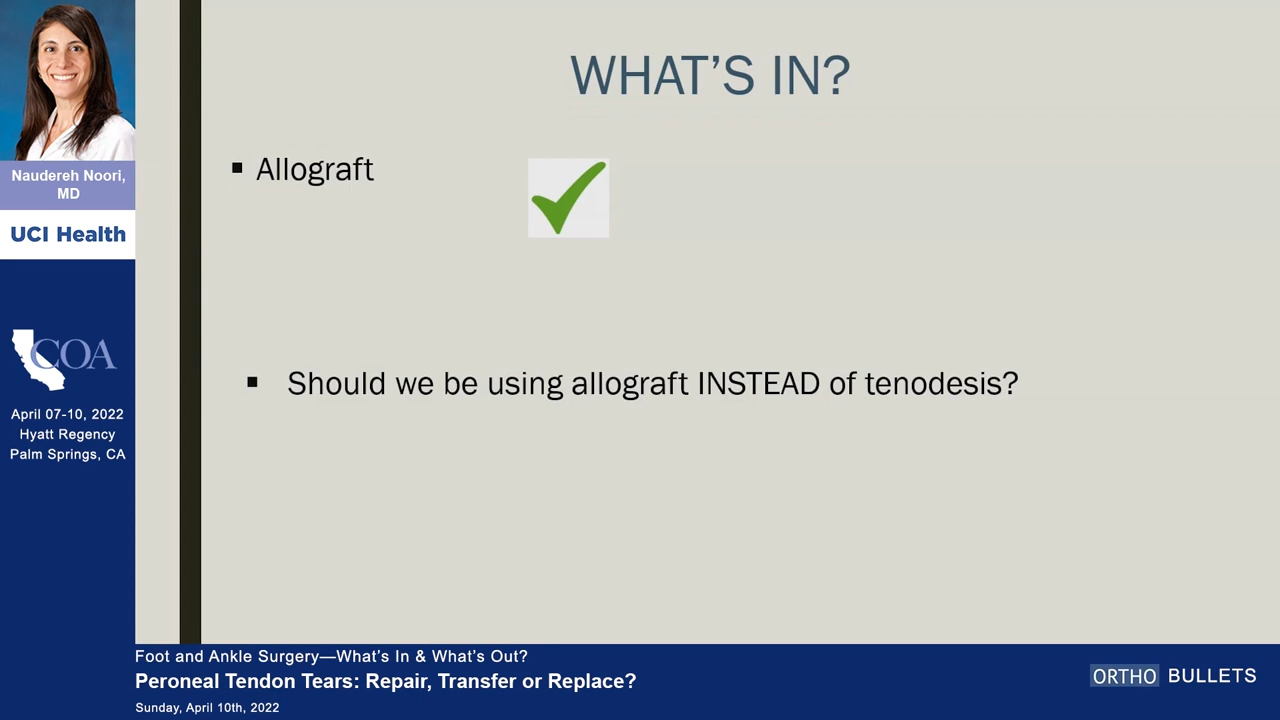 WHAT'S IN?
▪ Allograft
▪ Should we be using allograft INSTEAD of tenodesis?
Naudereh Noori,
MD
UCI Health
COA
April 07-10, 2022
Hyatt Regency
Palm Springs, CA
Foot and Ankle Surgery—What's In & What's Out?
Peroneal Tendon Tears: Repair, Transfer or Replace?
Sunday, April 10th, 2022
ORTHO BULLETS